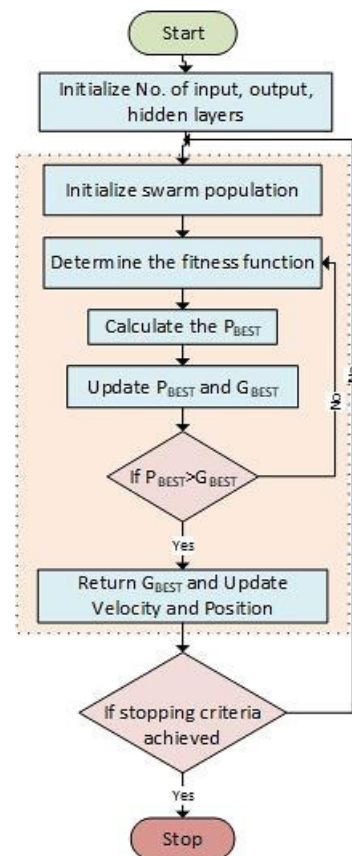 Start
Initialize No. of input, output,
hidden layers
Initialize swarm population
Determine the fitness function
Calculate the PBEST
Update PBEST and GBEST
If PBEST>GBEST
No
Yes
Return GBEST and Update
Velocity and Position
If stopping criteria
achieved
Yes
Stop